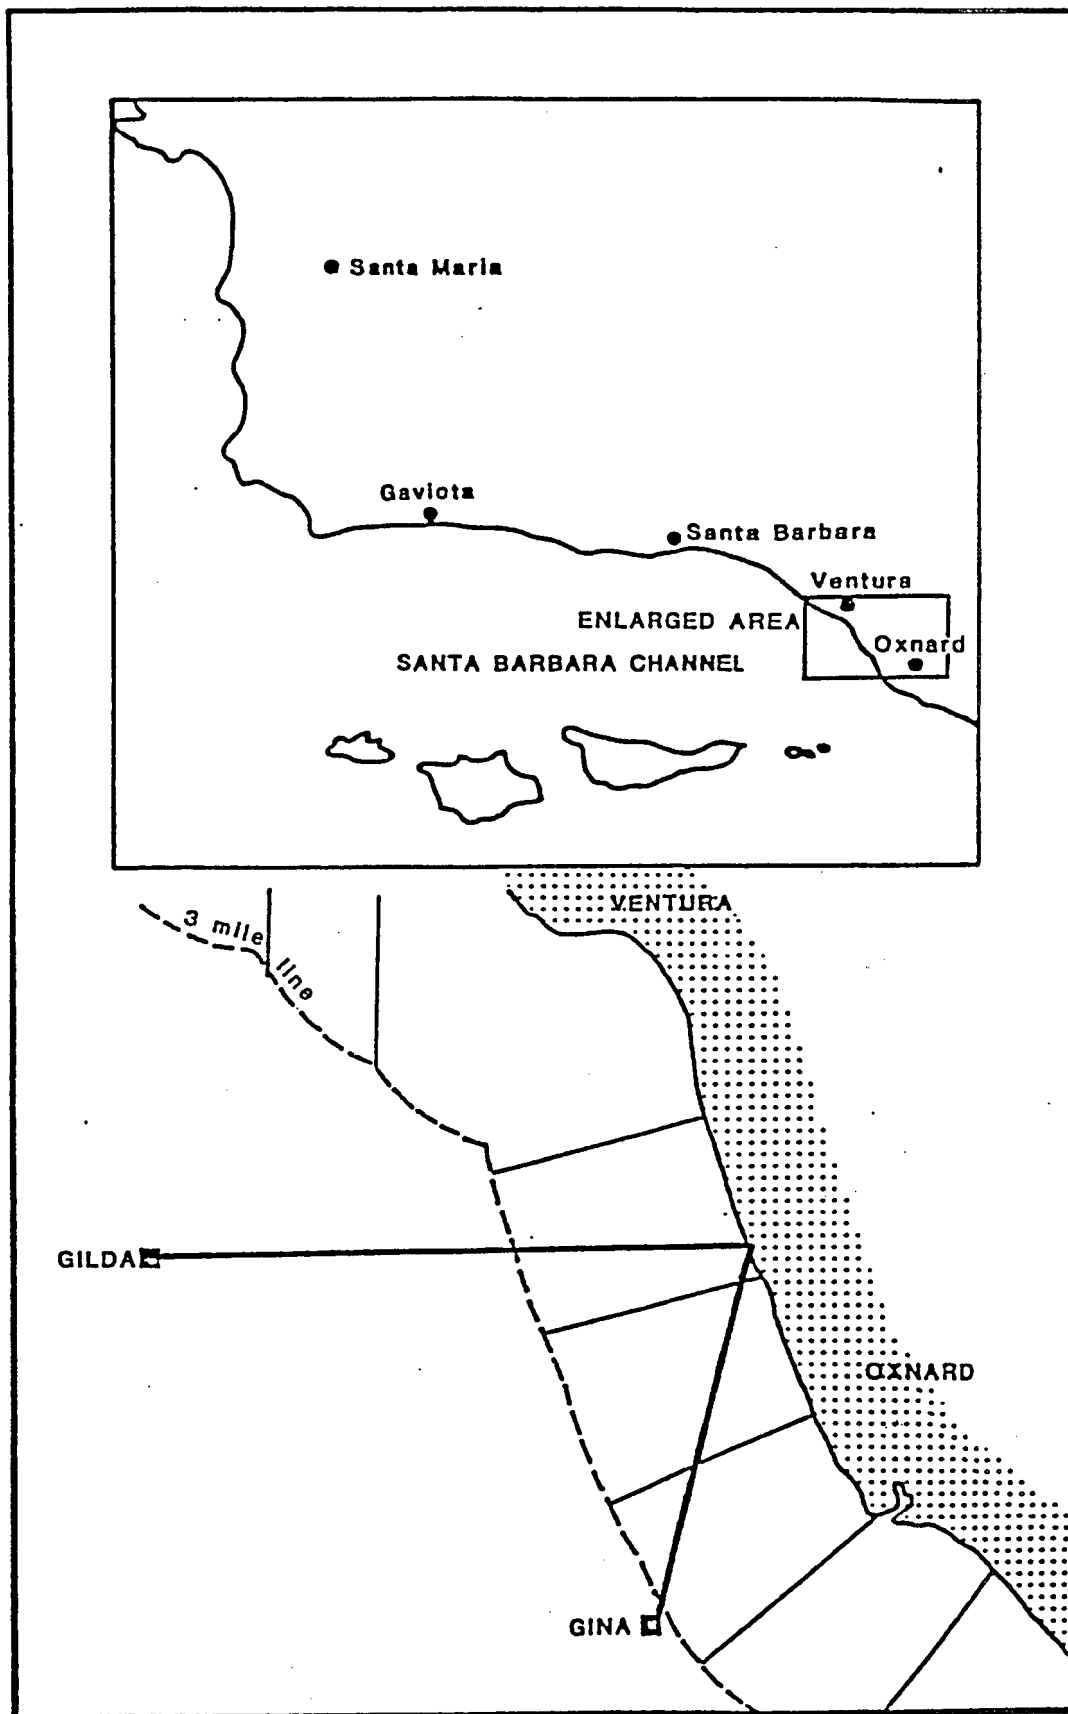 Santa Maria
Gaviota
Santa Barbara
Ventura
ENLARGED AREA
Oxnard
SANTA BARBARA CHANNEL
VENTURA
3 mile line
GILDA
OXNARD
GINA